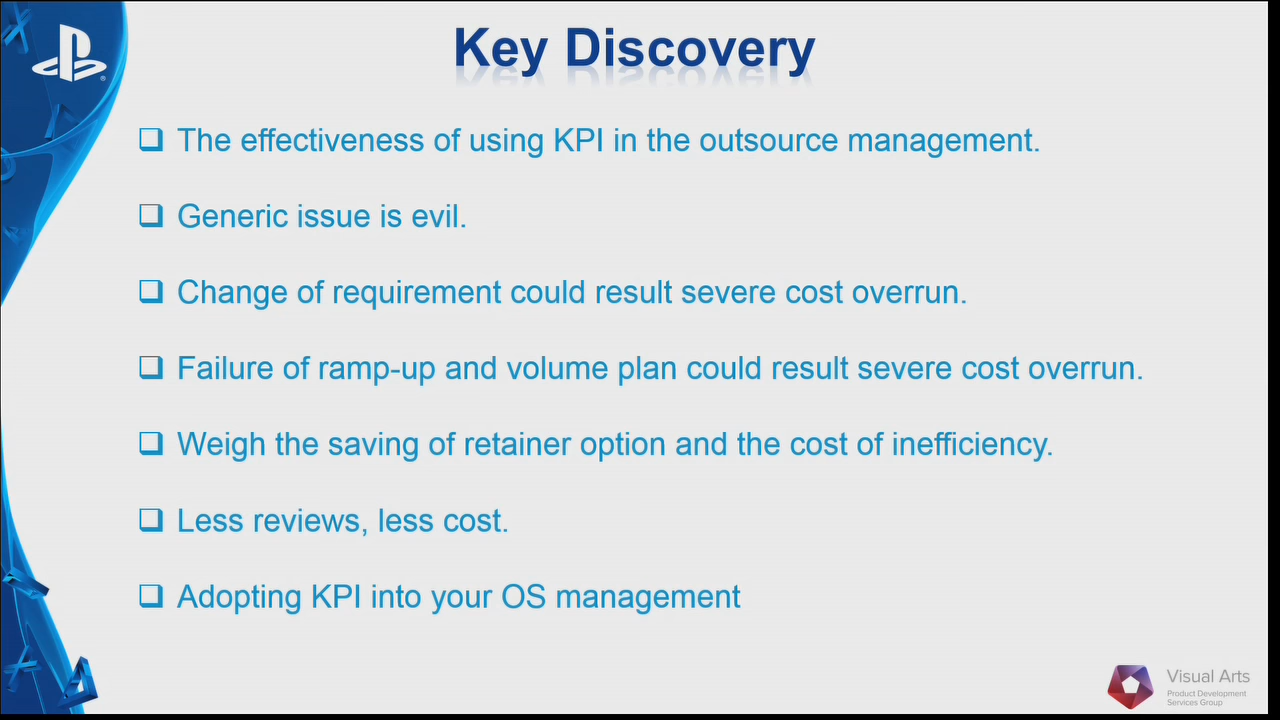 Key Discovery
The effectiveness of using KPI in the outsource management.
Generic issue is evil.
Change of requirement could result severe cost overrun.
Failure of ramp-up and volume plan could result severe cost overrun.
Weigh the saving of retainer option and the cost of inefficiency.
Less reviews, less cost.
Adopting KPI into your OS management
Visual Arts
Product Development
Services Group